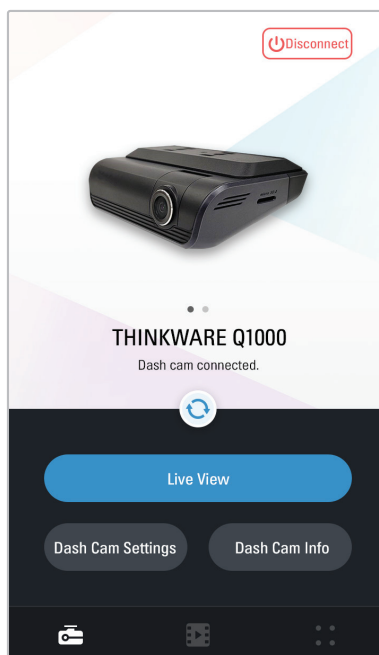 Disconnect
THINKWARE Q1000
Dash cam connected.
Live View
Dash Cam Settings
Dash Cam Info